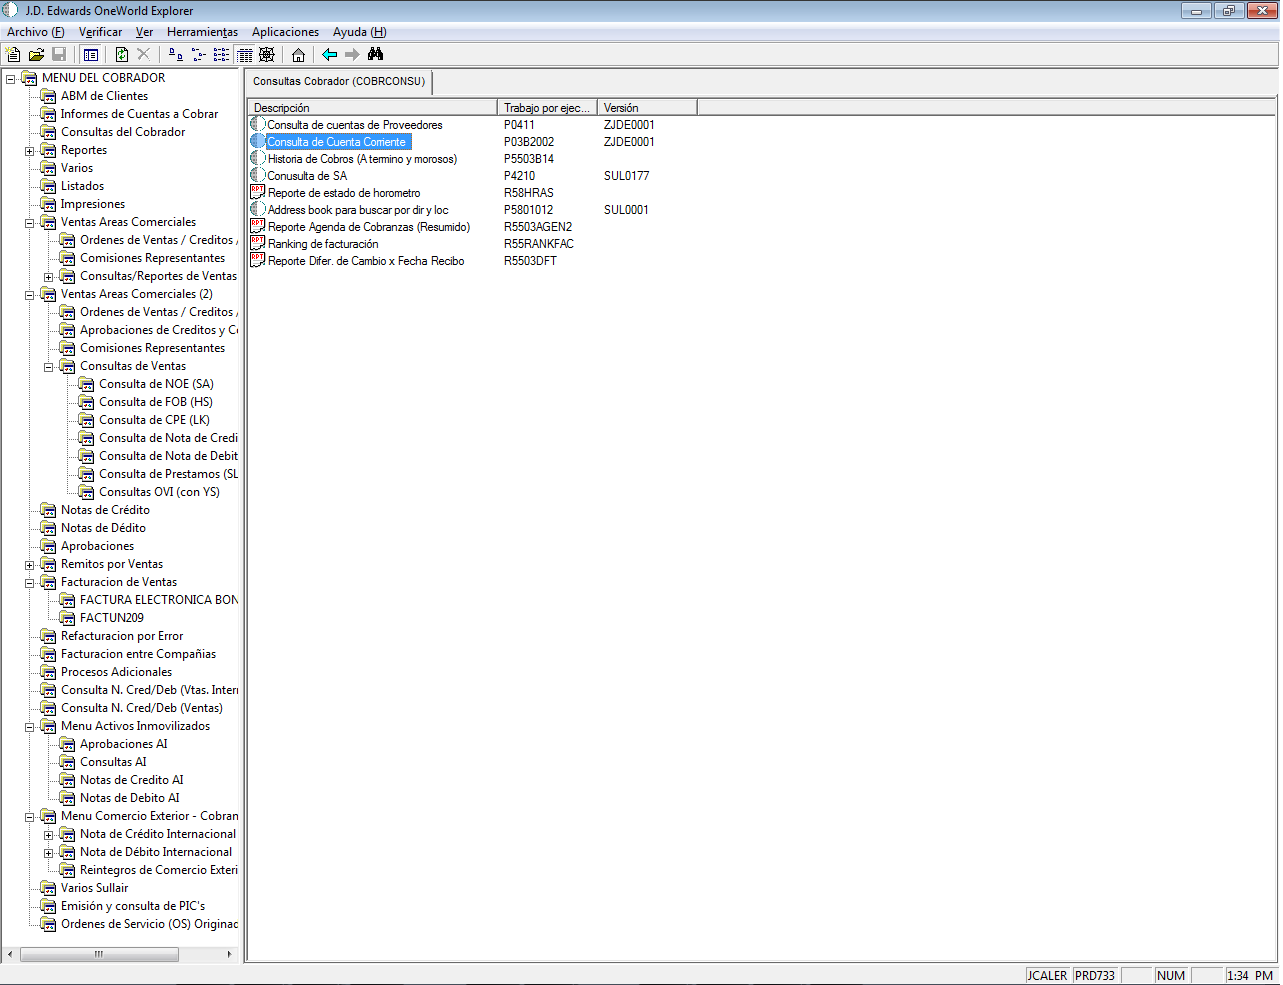 J.D. Edwards OneWorld Explorer
Archivo (F) Verificar Ver Herramientas Aplicaciones Ayuda (H)
MENU DEL COBRADOR
ABM de Clientes
Informes de Cuentas a Cobrar
Consultas del Cobrador
Reportes
Varios
Listados
Impresiones
Ventas Areas Comerciales
Ordenes de Ventas / Creditos /
Comisiones Representantes
Consultas/Reportes de Ventas
Ventas Areas Comerciales (2)
Ordenes de Ventas / Creditos /
Aprobaciones de Creditos y C
Comisiones Representantes
Consultas de Ventas
Consulta de NOE (SA)
Consulta de FOB (HS)
Consulta de CPE (LK)
Consulta de Nota de Credi
Consulta de Nota de Debit
Consulta de Prestamos (SL
Consultas OVI (con YS)
Notas de Crédito
Notas de Dédito
Aprobaciones
Remitos por Ventas
Facturacion de Ventas
FACTURA ELECTRONICA BON
FACTUN209
Refacturacion por Error
Facturacion entre Compañias
Procesos Adicionales
Consulta N. Cred/Deb (Vtas. Inter
Consulta N. Cred/Deb (Ventas)
Menu Activos Inmovilizados
Aprobaciones AI
Consultas AI
Notas de Credito AI
Notas de Debito AI
Menu Comercio Exterior - Cobran
Nota de Crédito Internacional
Nota de Débito Internacional
Reintegros de Comercio Exteri
Varios Sullair
Emisión y consulta de PIC's
Ordenes de Servicio (OS) Originad
Consultas Cobrador (COBRCONSU)
Descripción Trabajo por ejec... Versión
Consulta de cuentas de Proveedores P0411 ZJDE0001
Consulta de Cuenta Corriente P03B2002 ZJDE0001
Historia de Cobros (A termino y morosos) P5503B14
Conusulta de SA P4210 SUL0177
RPT Reporte de estado de horometro R58HRAS
Address book para buscar por dir y loc P5801012 SUL0001
RPT Reporte Agenda de Cobranzas (Resumido) R5503AGEN2
RPT Ranking de facturación R55RANKFAC
RPT Reporte Difer. de Cambio x Fecha Recibo R5503DFT
JCALER PRD733 NUM 1:34 PM